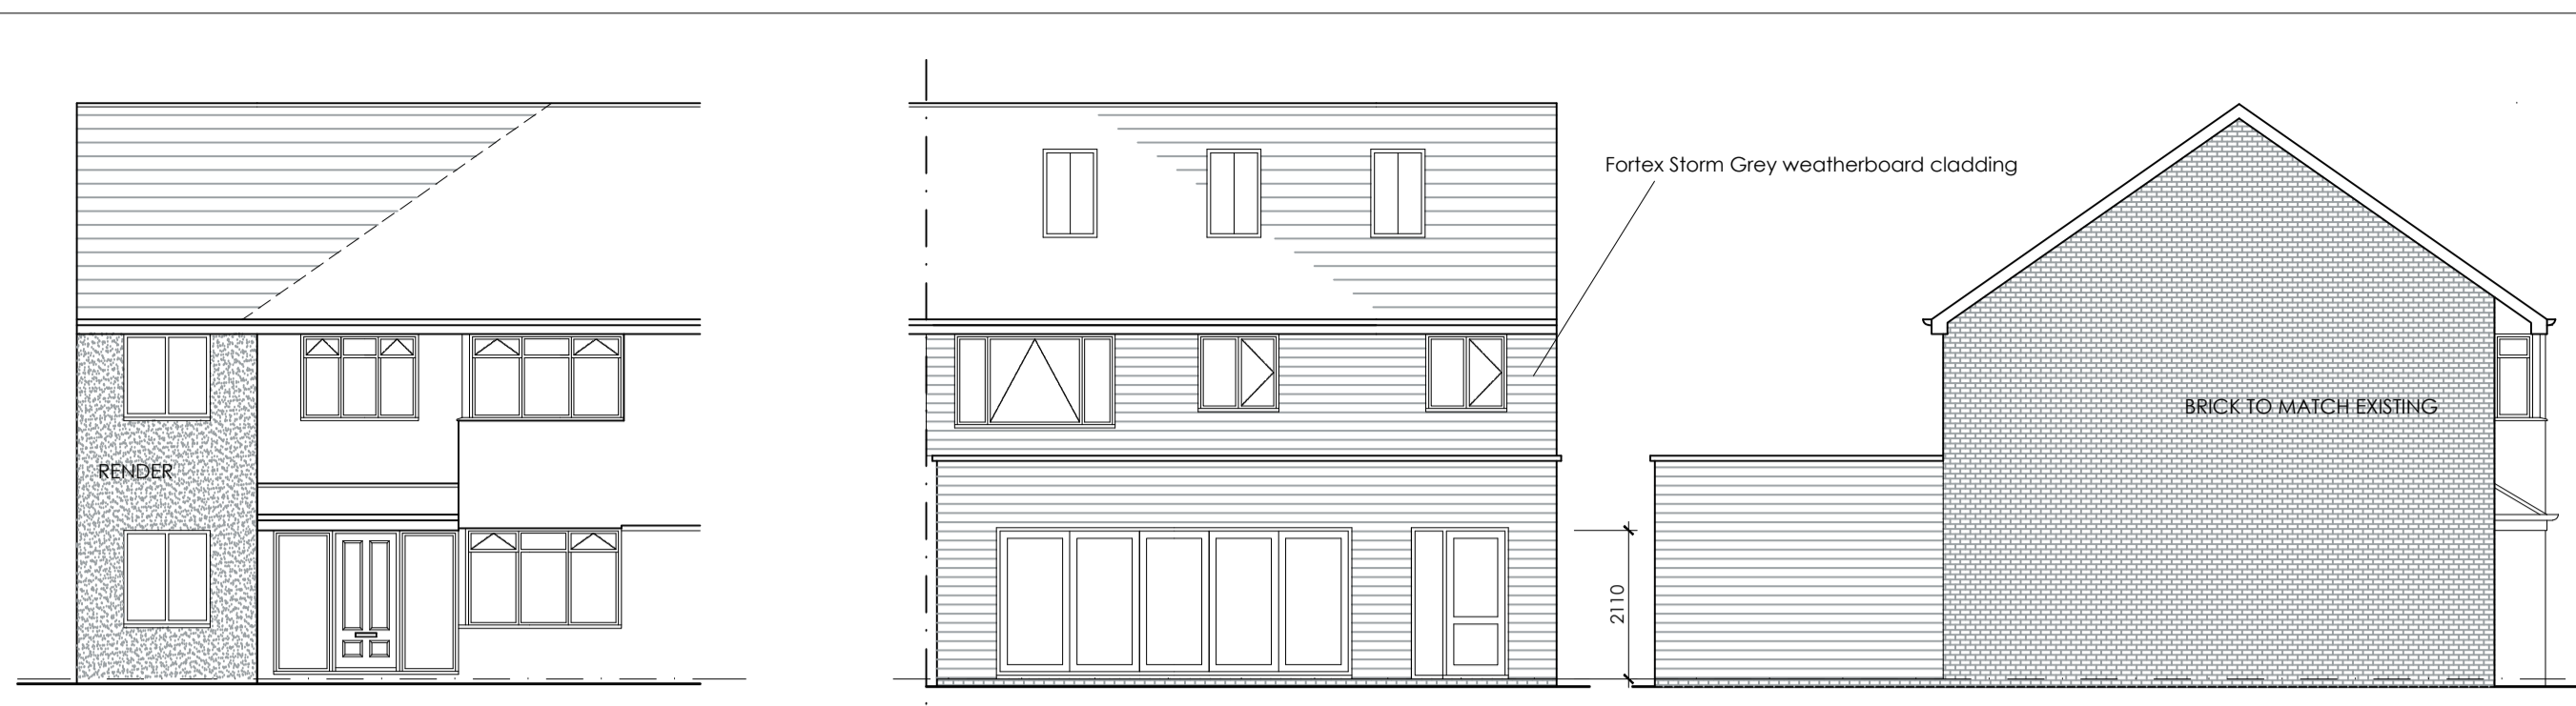 Fortex Storm Grey weatherboard cladding
BRICK TO MATCH EXISTING
RENDER
2110